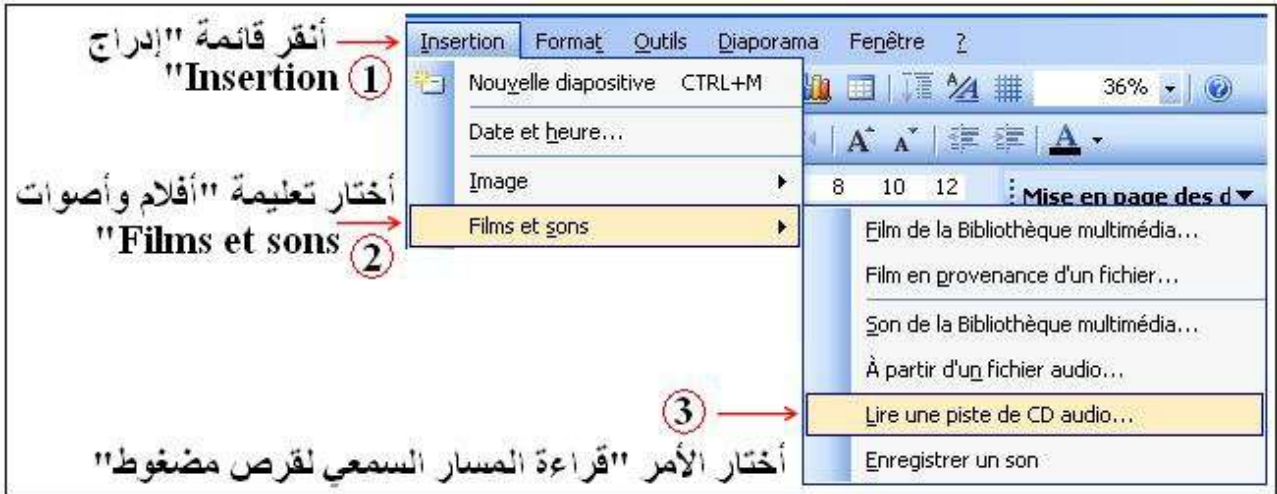 أنقر قائمة "إدراج
Insertion" ①
Insertion Format Outils Diaporama Fenêtre ?
Nouvelle diapositive CTRL+M
36%
Date et heure...
A A A
Image
8 10 12
Mise en page des d
أختار تعليمة "أفلام وأصوات
Films et sons" ②
Films et sons
Film de la Bibliothèque multimédia...
Film en provenance d'un fichier...
Son de la Bibliothèque multimédia...
À partir d'un fichier audio...
③
Lire une piste de CD audio...
أختار الأمر "قراءة المسار السمعي لقرص مضغوط"
Enregistrer un son